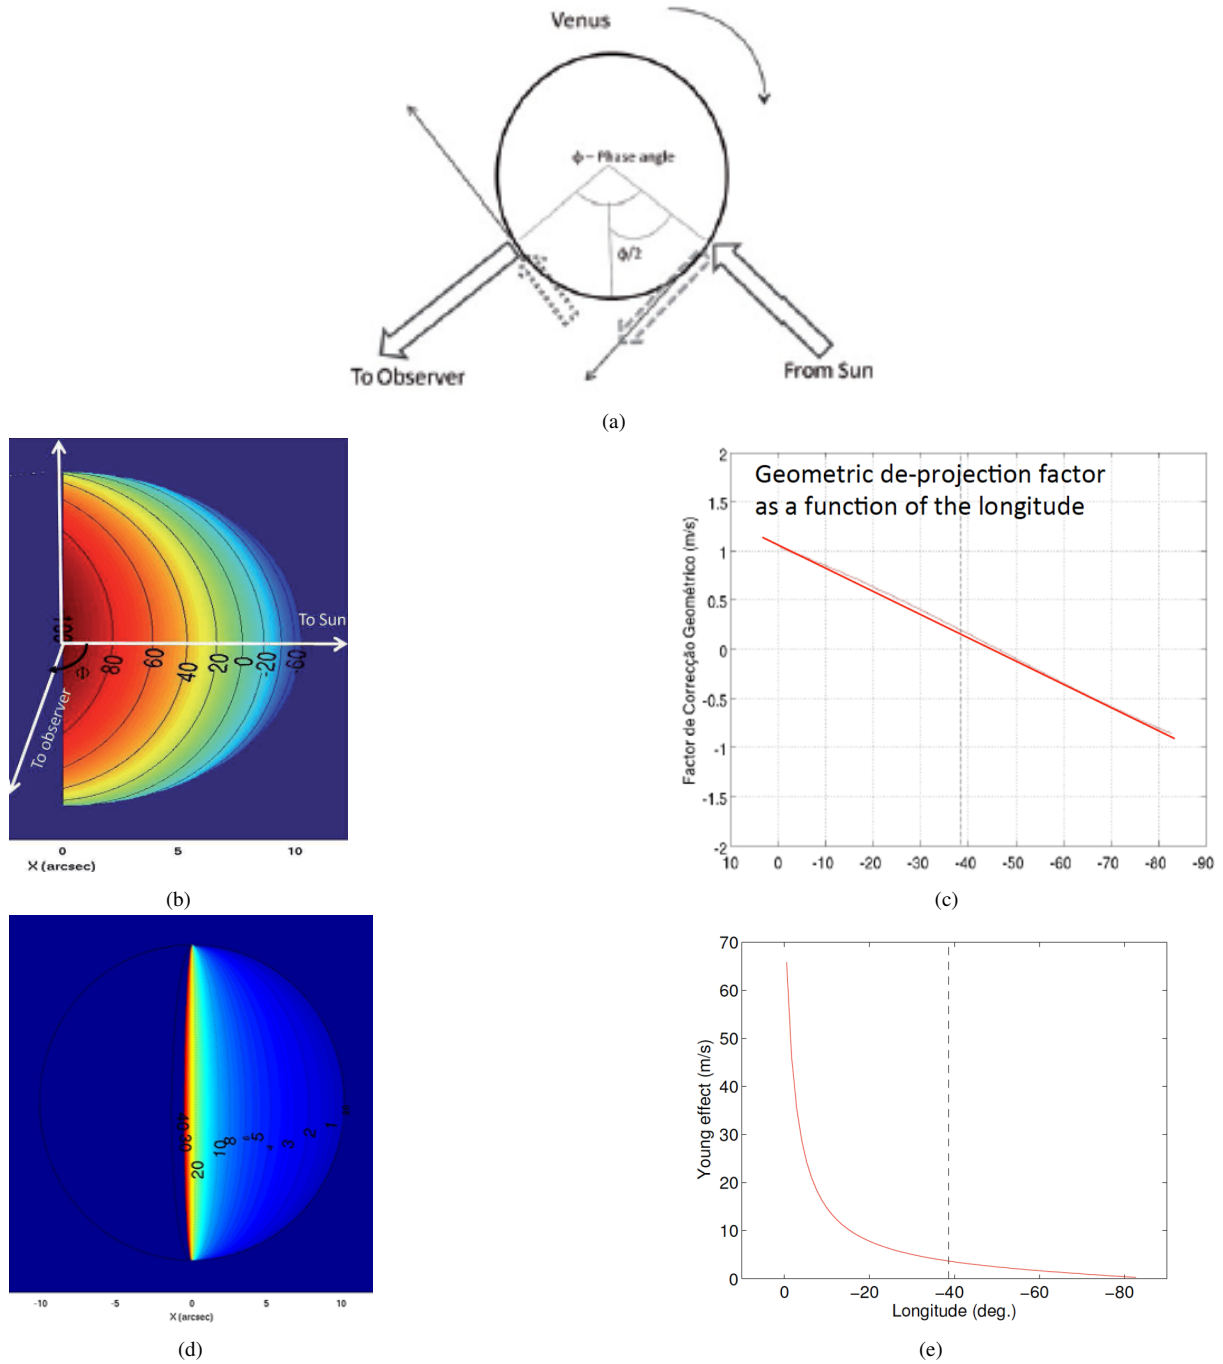 Venus
ϕ – Phase angle
ϕ/2
To Observer
From Sun
(a)
To Sun
100 80 60 40 20 0 -20 -60
ϕ
To observer
0 5 10
X (arcsec)
(b)
Geometric de-projection factor
as a function of the longitude
Factor de Correcção Geométrico (m/s)
2
1.5
1
0.5
0
-0.5
-1
-1.5
-2
10 0 -10 -20 -30 -40 -50 -60 -70 -80 -90
(c)
40 30 20 10 8 6 5 4 3 2 1
-10 -5 0 5 10
X (arcsec)
(d)
Young effect (m/s)
70
60
50
40
30
20
10
0
0 −20 −40 −60 −80
Longitude (deg.)
(e)